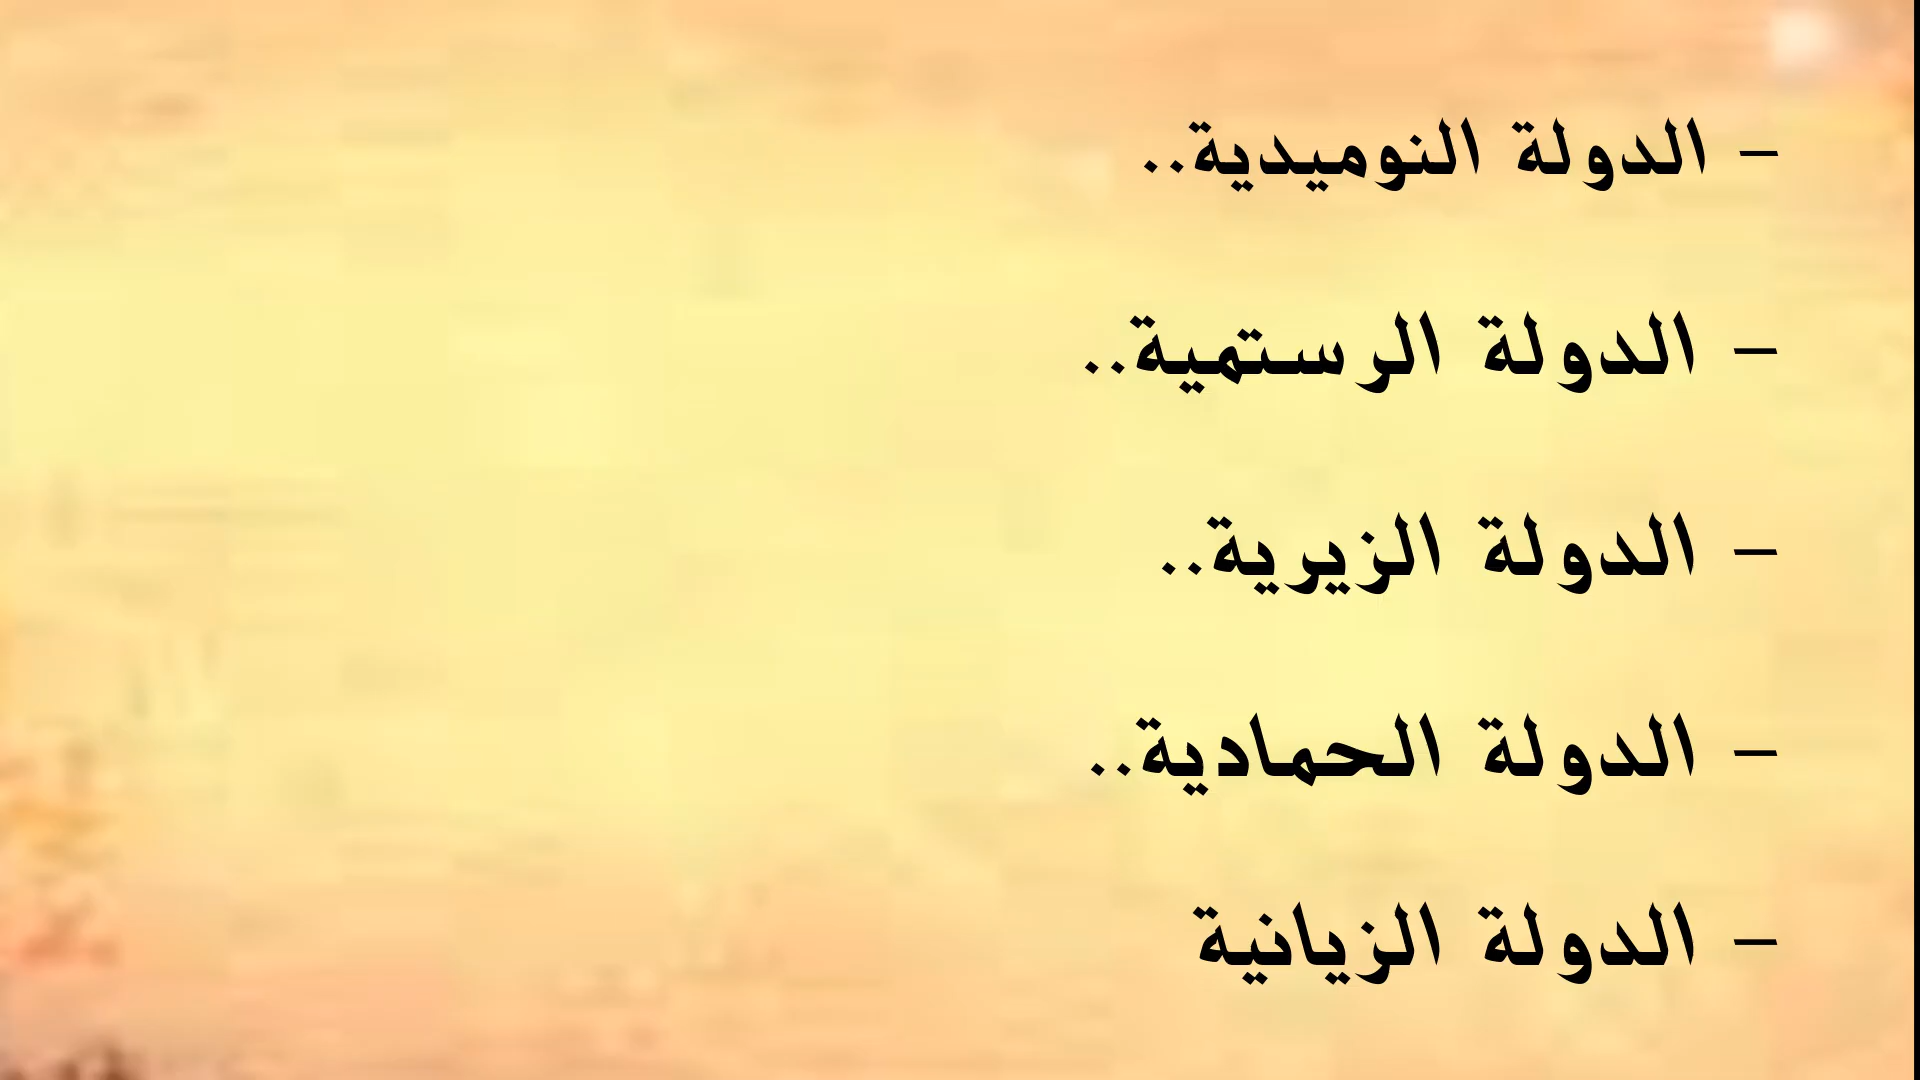 - الدولة النوميدية..
- الدولة الرستمية..
- الدولة الزيرية..
- الدولة الحمادية..
- الدولة الزيانية